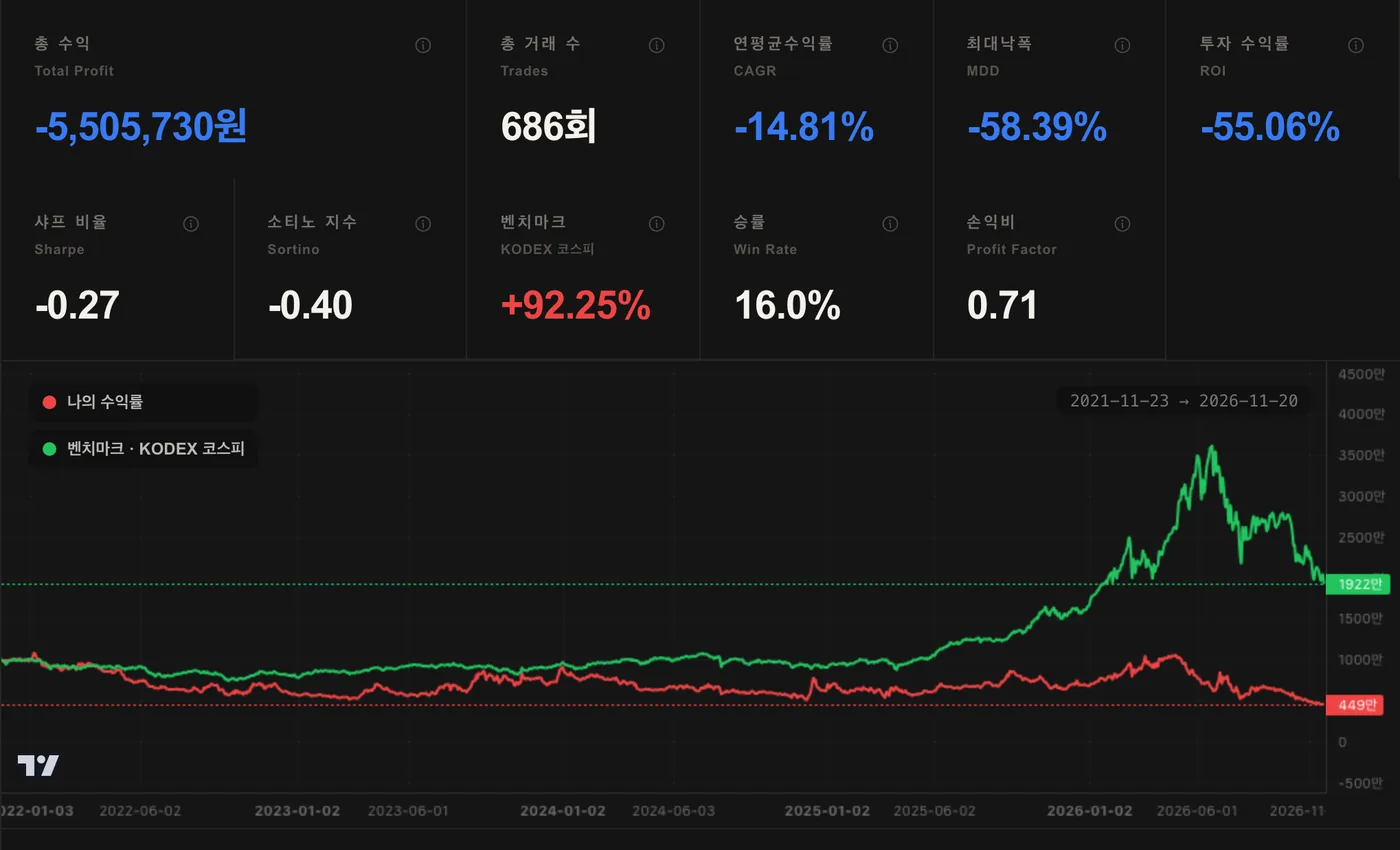 총 수익
Total Profit
-5,505,730원
총 거래 수
Trades
686회
연평균수익률
CAGR
-14.81%
최대낙폭
MDD
-58.39%
투자 수익률
ROI
-55.06%
샤프 비율
Sharpe
-0.27
소티노 지수
Sortino
-0.40
벤치마크
KODEX 코스피
+92.25%
승률
Win Rate
16.0%
손익비
Profit Factor
0.71
나의 수익률
벤치마크 · KODEX 코스피
2021-11-23 → 2026-11-20
4500만
4000만
3500만
3000만
2500만
1922만
1500만
1000만
449만
0
-500만
22-01-03
2022-06-02
2023-01-02
2023-06-01
2024-01-02
2024-06-03
2025-01-02
2025-06-02
2026-01-02
2026-06-01
2026-11